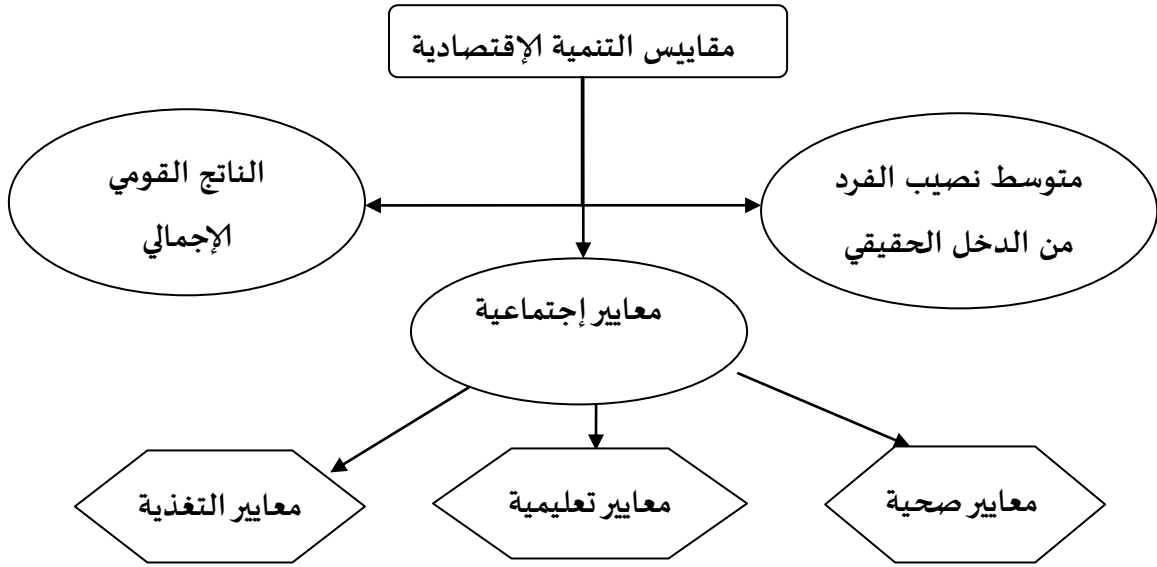 مقاييس التنمية الإقتصادية
متوسط نصيب الفرد
من الدخل الحقيقي
الناتج القومي
الإجمالي
معايير إجتماعية
معايير صحية
معايير تعليمية
معايير التغذية